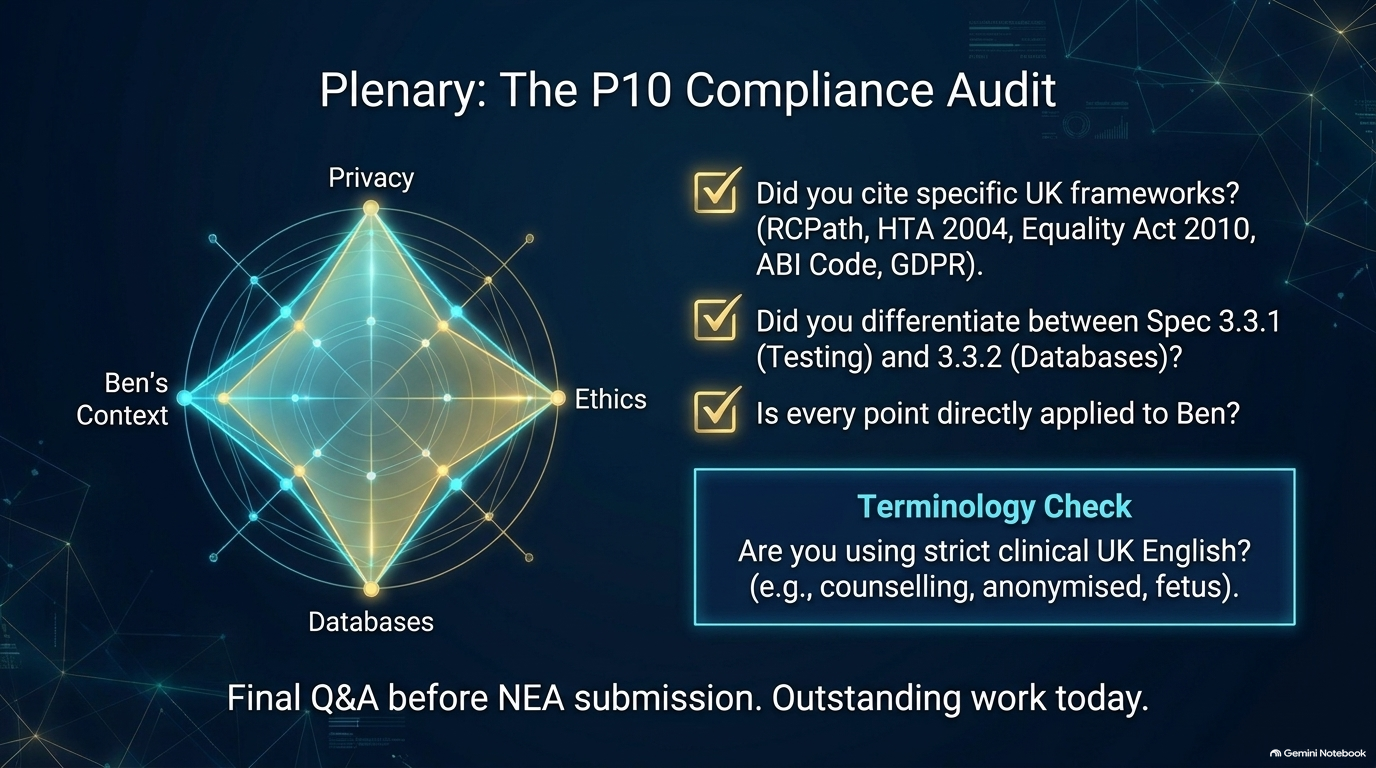 Plenary: The P10 Compliance Audit
Privacy
Ben's
Context
Ethics
Databases
Did you cite specific UK frameworks?
(RCPath, HTA 2004, Equality Act 2010,
ABI Code, GDPR).
Did you differentiate between Spec 3.3.1
(Testing) and 3.3.2 (Databases)?
Is every point directly applied to Ben?
Terminology Check
Are you using strict clinical UK English?
(e.g., counselling, anonymised, fetus).
Final Q&A before NEA submission. Outstanding work today.
Gemini Notebook